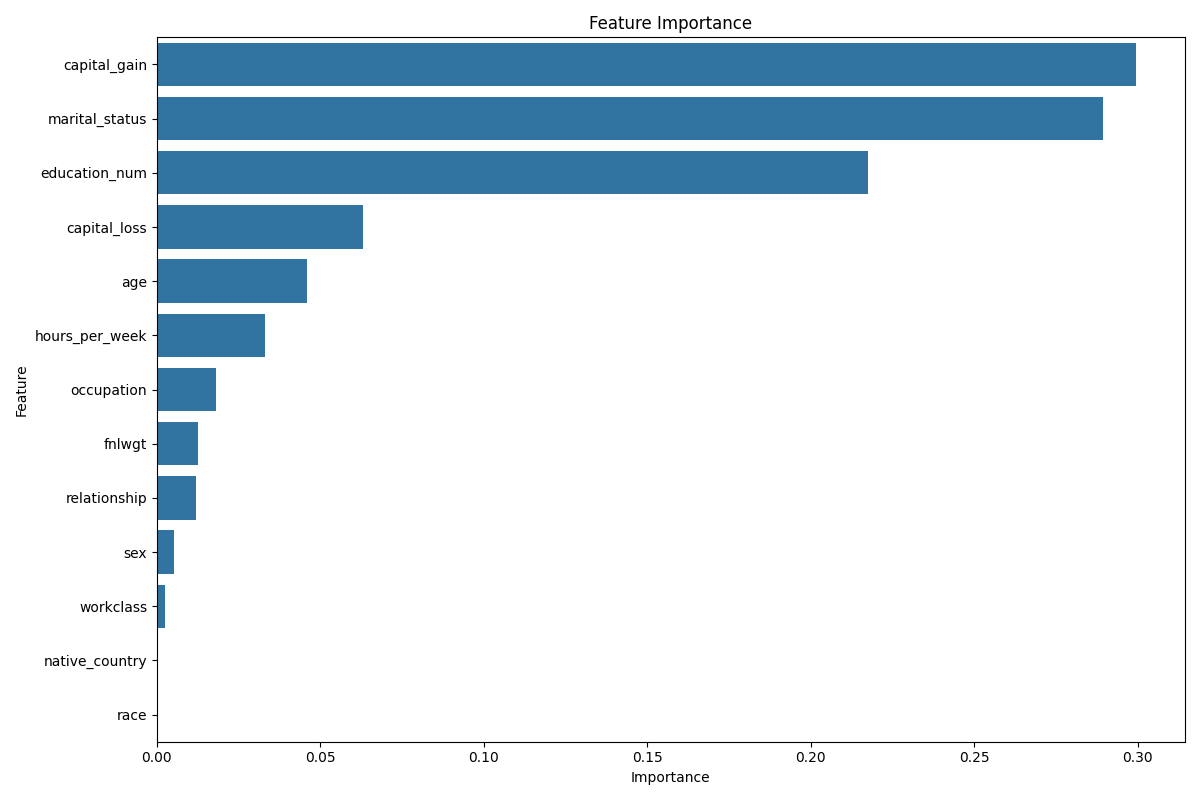 Feature Importance
capital_gain
marital_status
education_num
capital_loss
age
hours_per_week
occupation
fnlwgt
relationship
sex
workclass
native_country
race
Feature
0.00 0.05 0.10 0.15 0.20 0.25 0.30
Importance